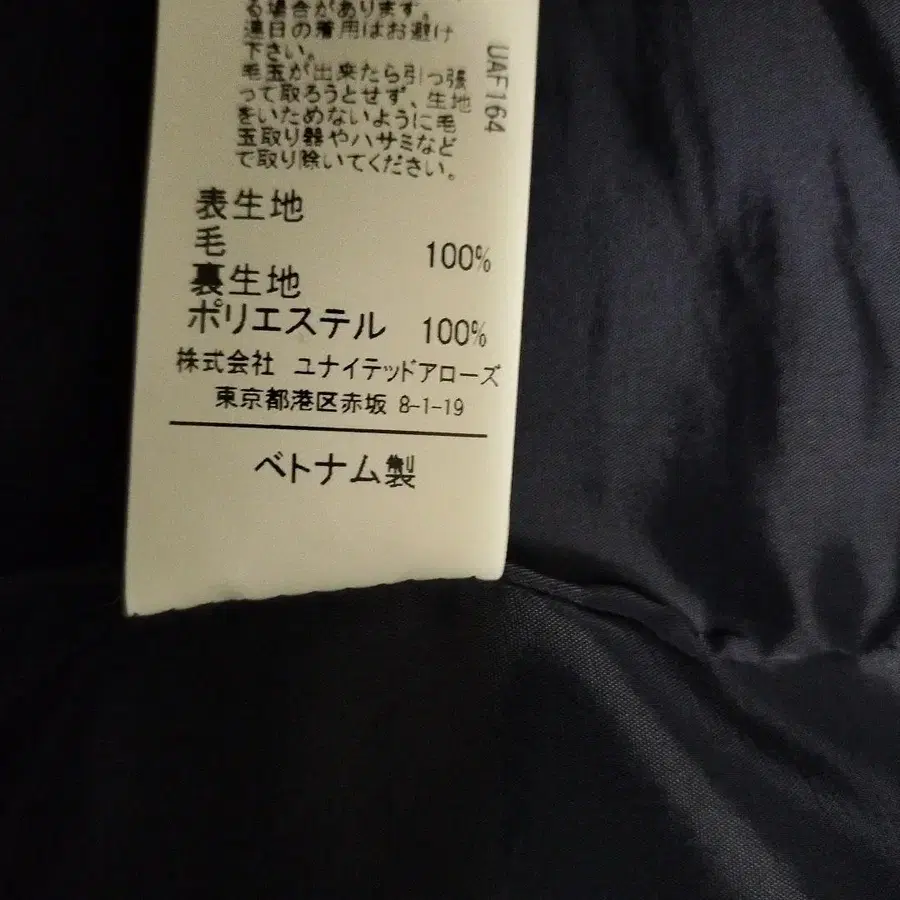 る場合があります。
連日の着用はお避け
下さい。
毛玉が出来たら引っ張
って取ろうとせず、生地
をいためないように毛
玉取り器やハサミなど
で取り除いてください。
UAF164
表生地
毛 100%
裏生地
ポリエステル 100%
株式会社 ユナイテッドアローズ
東京都港区赤坂 8-1-19
ベトナム製